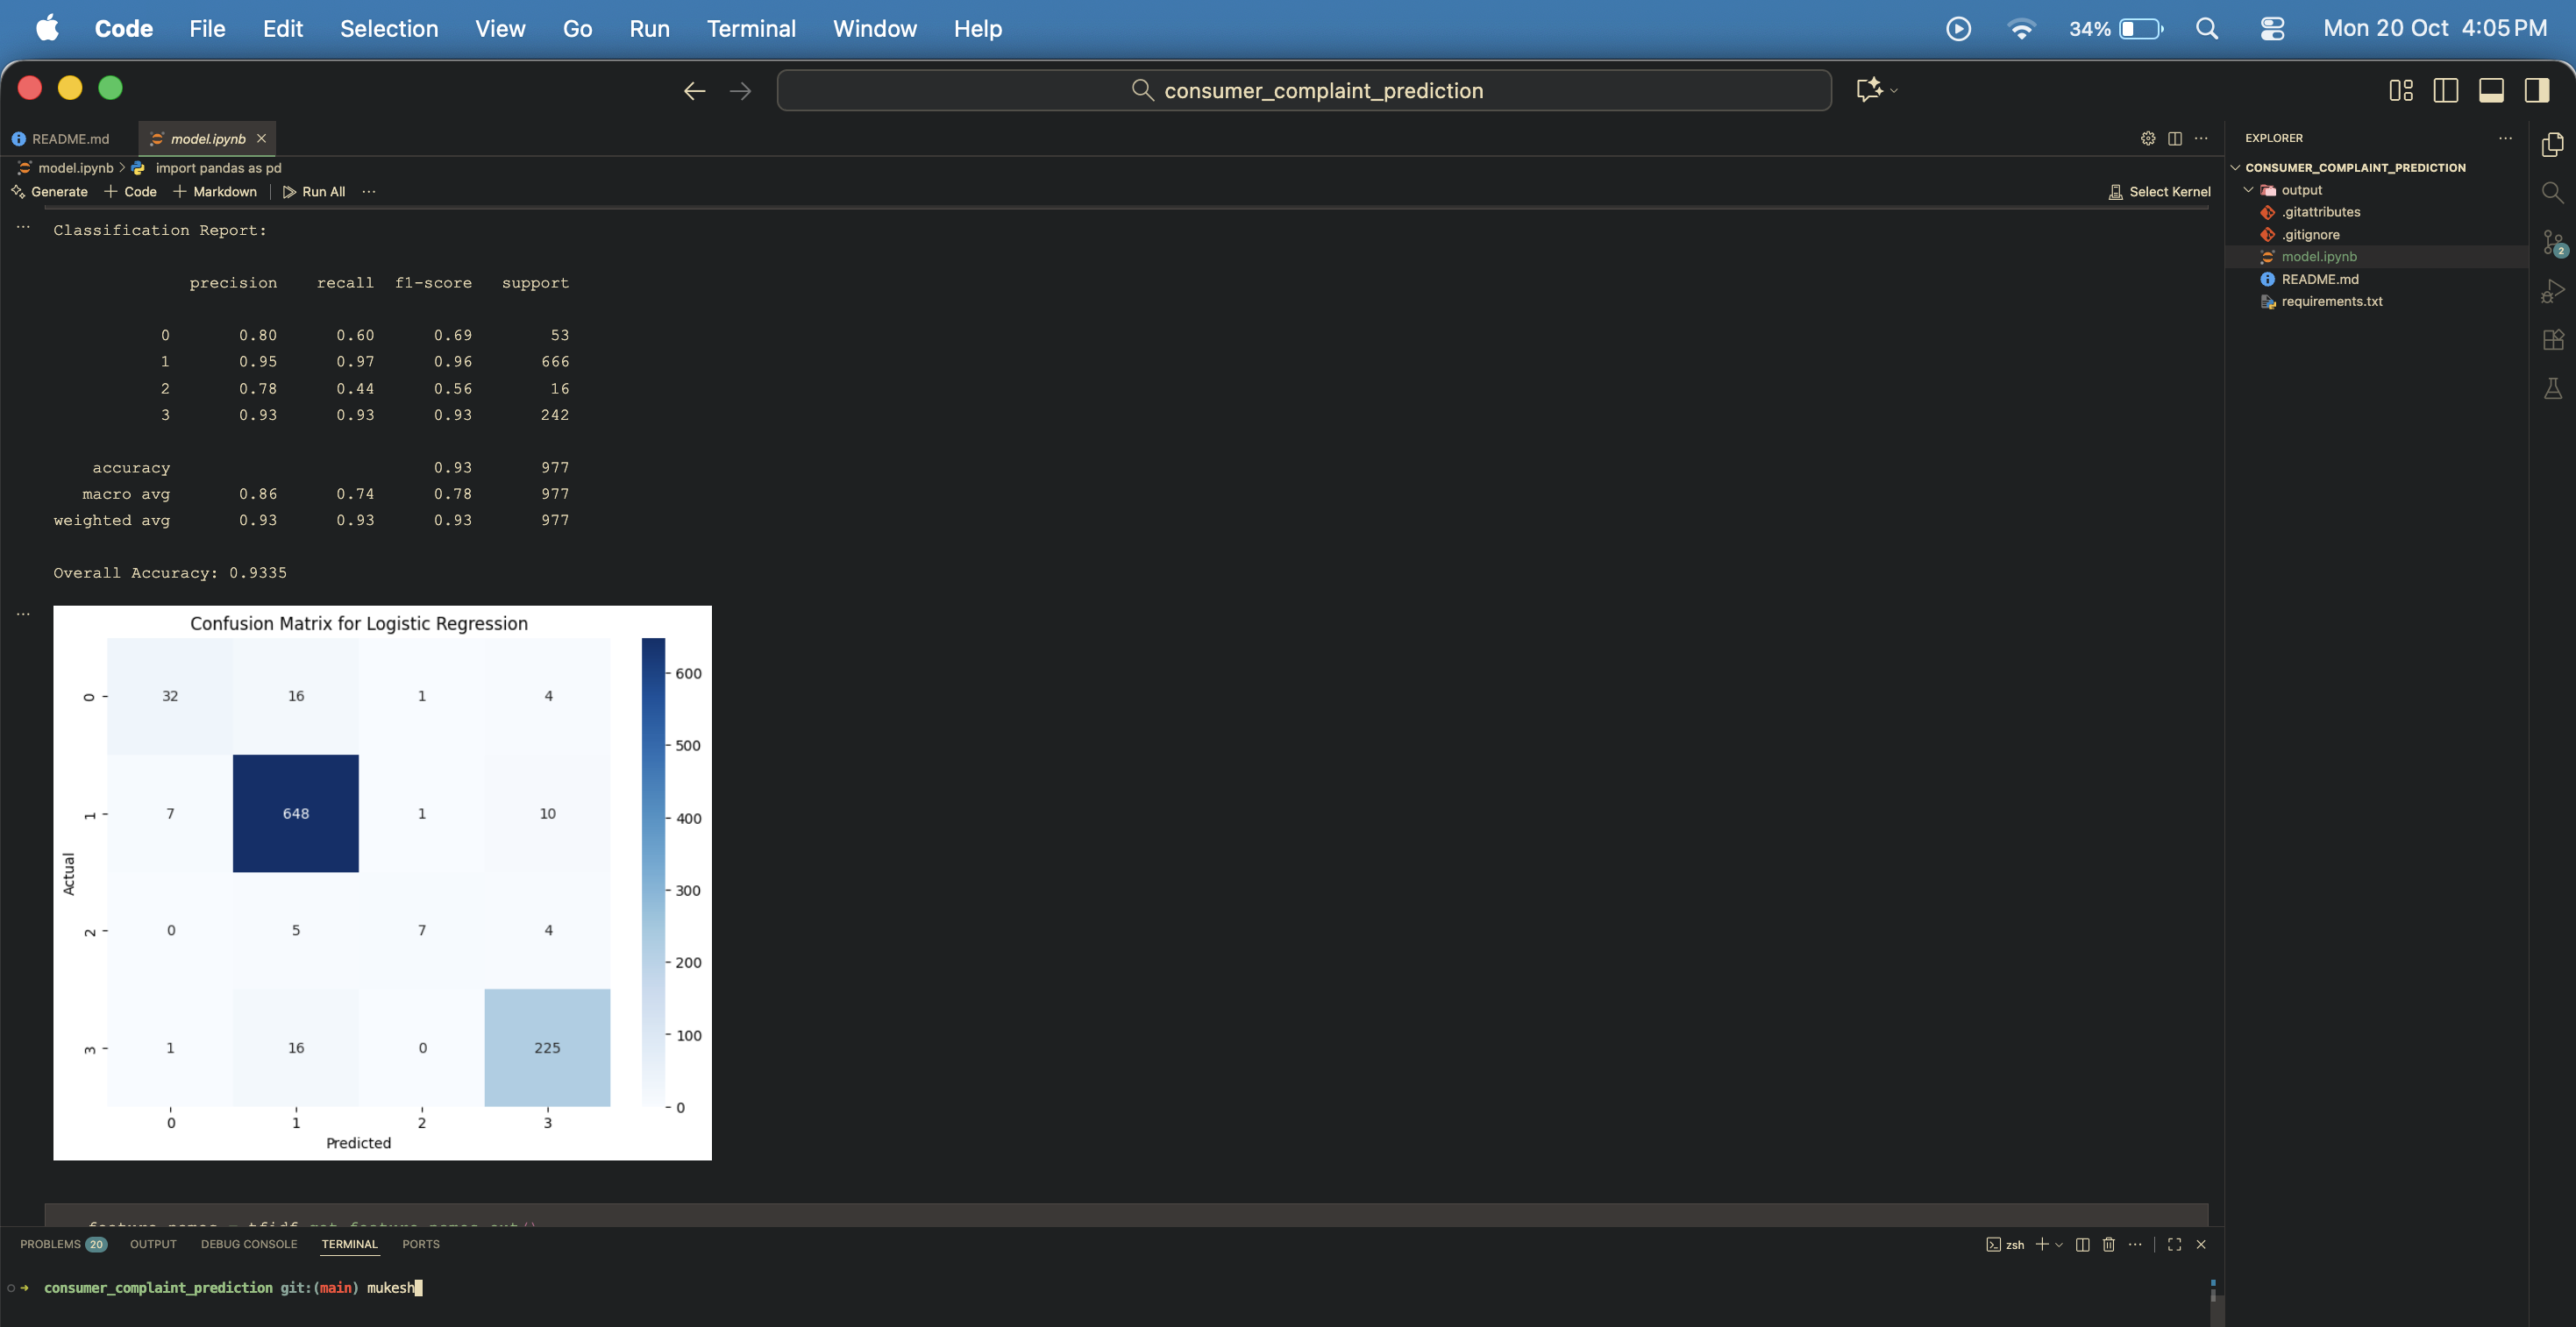 Code File Edit Selection View Go Run Terminal Window Help 34% Mon 20 Oct 4:05 PM
consumer_complaint_prediction
README.md model.ipynb
model.ipynb > import pandas as pd
Generate + Code + Markdown Run All ... Select Kernel
Classification Report:
precision recall f1-score support
0 0.80 0.60 0.69 53
1 0.95 0.97 0.96 666
2 0.78 0.44 0.56 16
3 0.93 0.93 0.93 242
accuracy 0.93 977
macro avg 0.86 0.74 0.78 977
weighted avg 0.93 0.93 0.93 977
Overall Accuracy: 0.9335
Confusion Matrix for Logistic Regression
0 32 16 1 4
1 7 648 1 10
2 0 5 7 4
3 1 16 0 225
0 1 2 3
Actual
Predicted
600
500
400
300
200
100
0
PROBLEMS 20 OUTPUT DEBUG CONSOLE TERMINAL PORTS zsh
consumer_complaint_prediction git:(main) mukesh
EXPLORER
CONSUMER_COMPLAINT_PREDICTION
output
.gitattributes
.gitignore
model.ipynb
README.md
requirements.txt
2